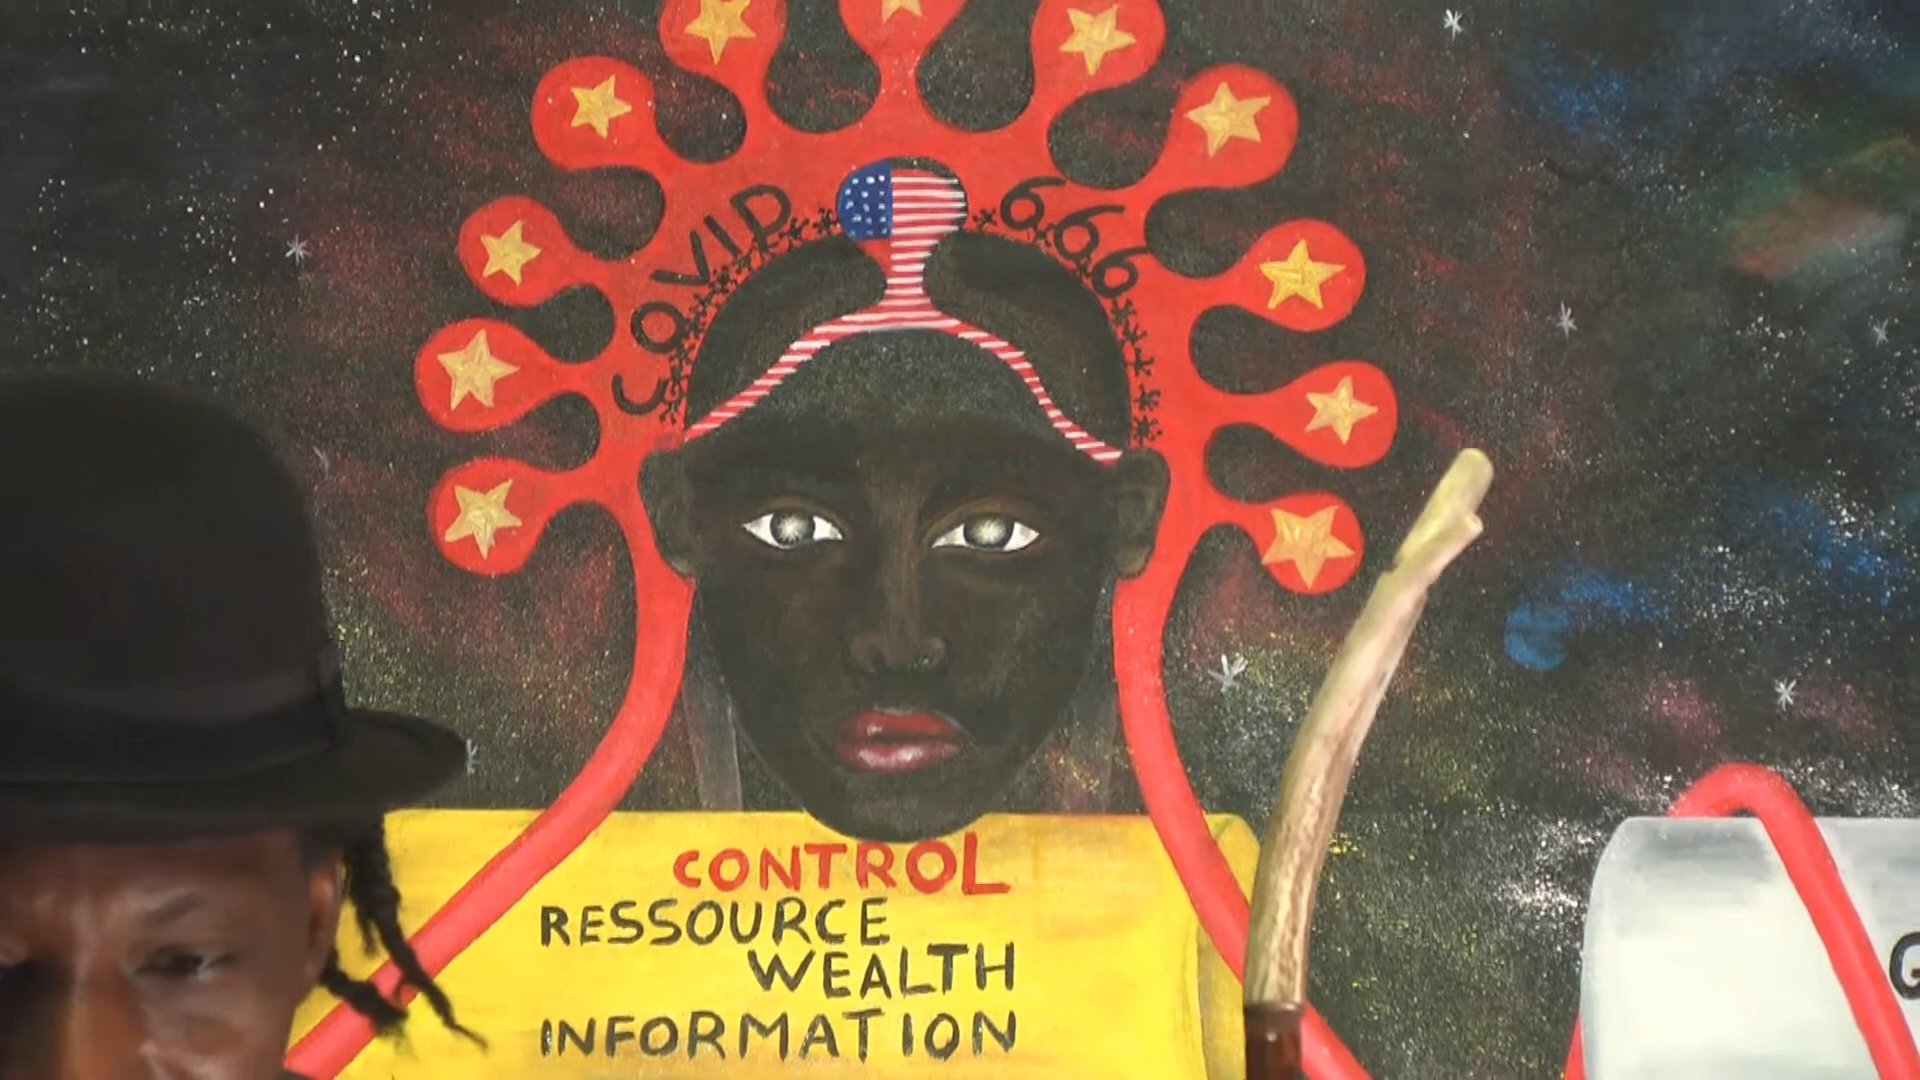 COVID 666
CONTROL
RESSOURCE
WEALTH
INFORMATION
G